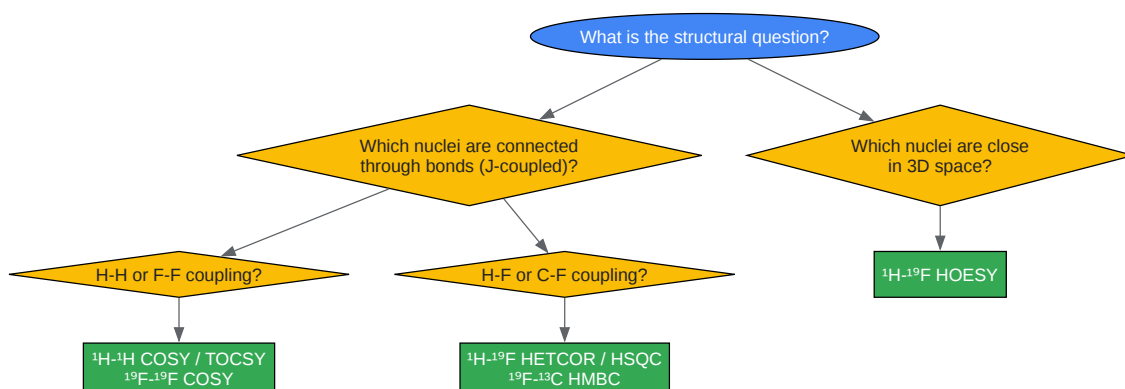 What is the structural question?
Which nuclei are connected
through bonds (J-coupled)?
Which nuclei are close
in 3D space?
H-H or F-F coupling?
H-F or C-F coupling?
¹H-¹⁹F HOESY
¹H-¹H COSY / TOCSY
¹⁹F-¹⁹F COSY
¹H-¹⁹F HETCOR / HSQC
¹⁹F-¹³C HMBC